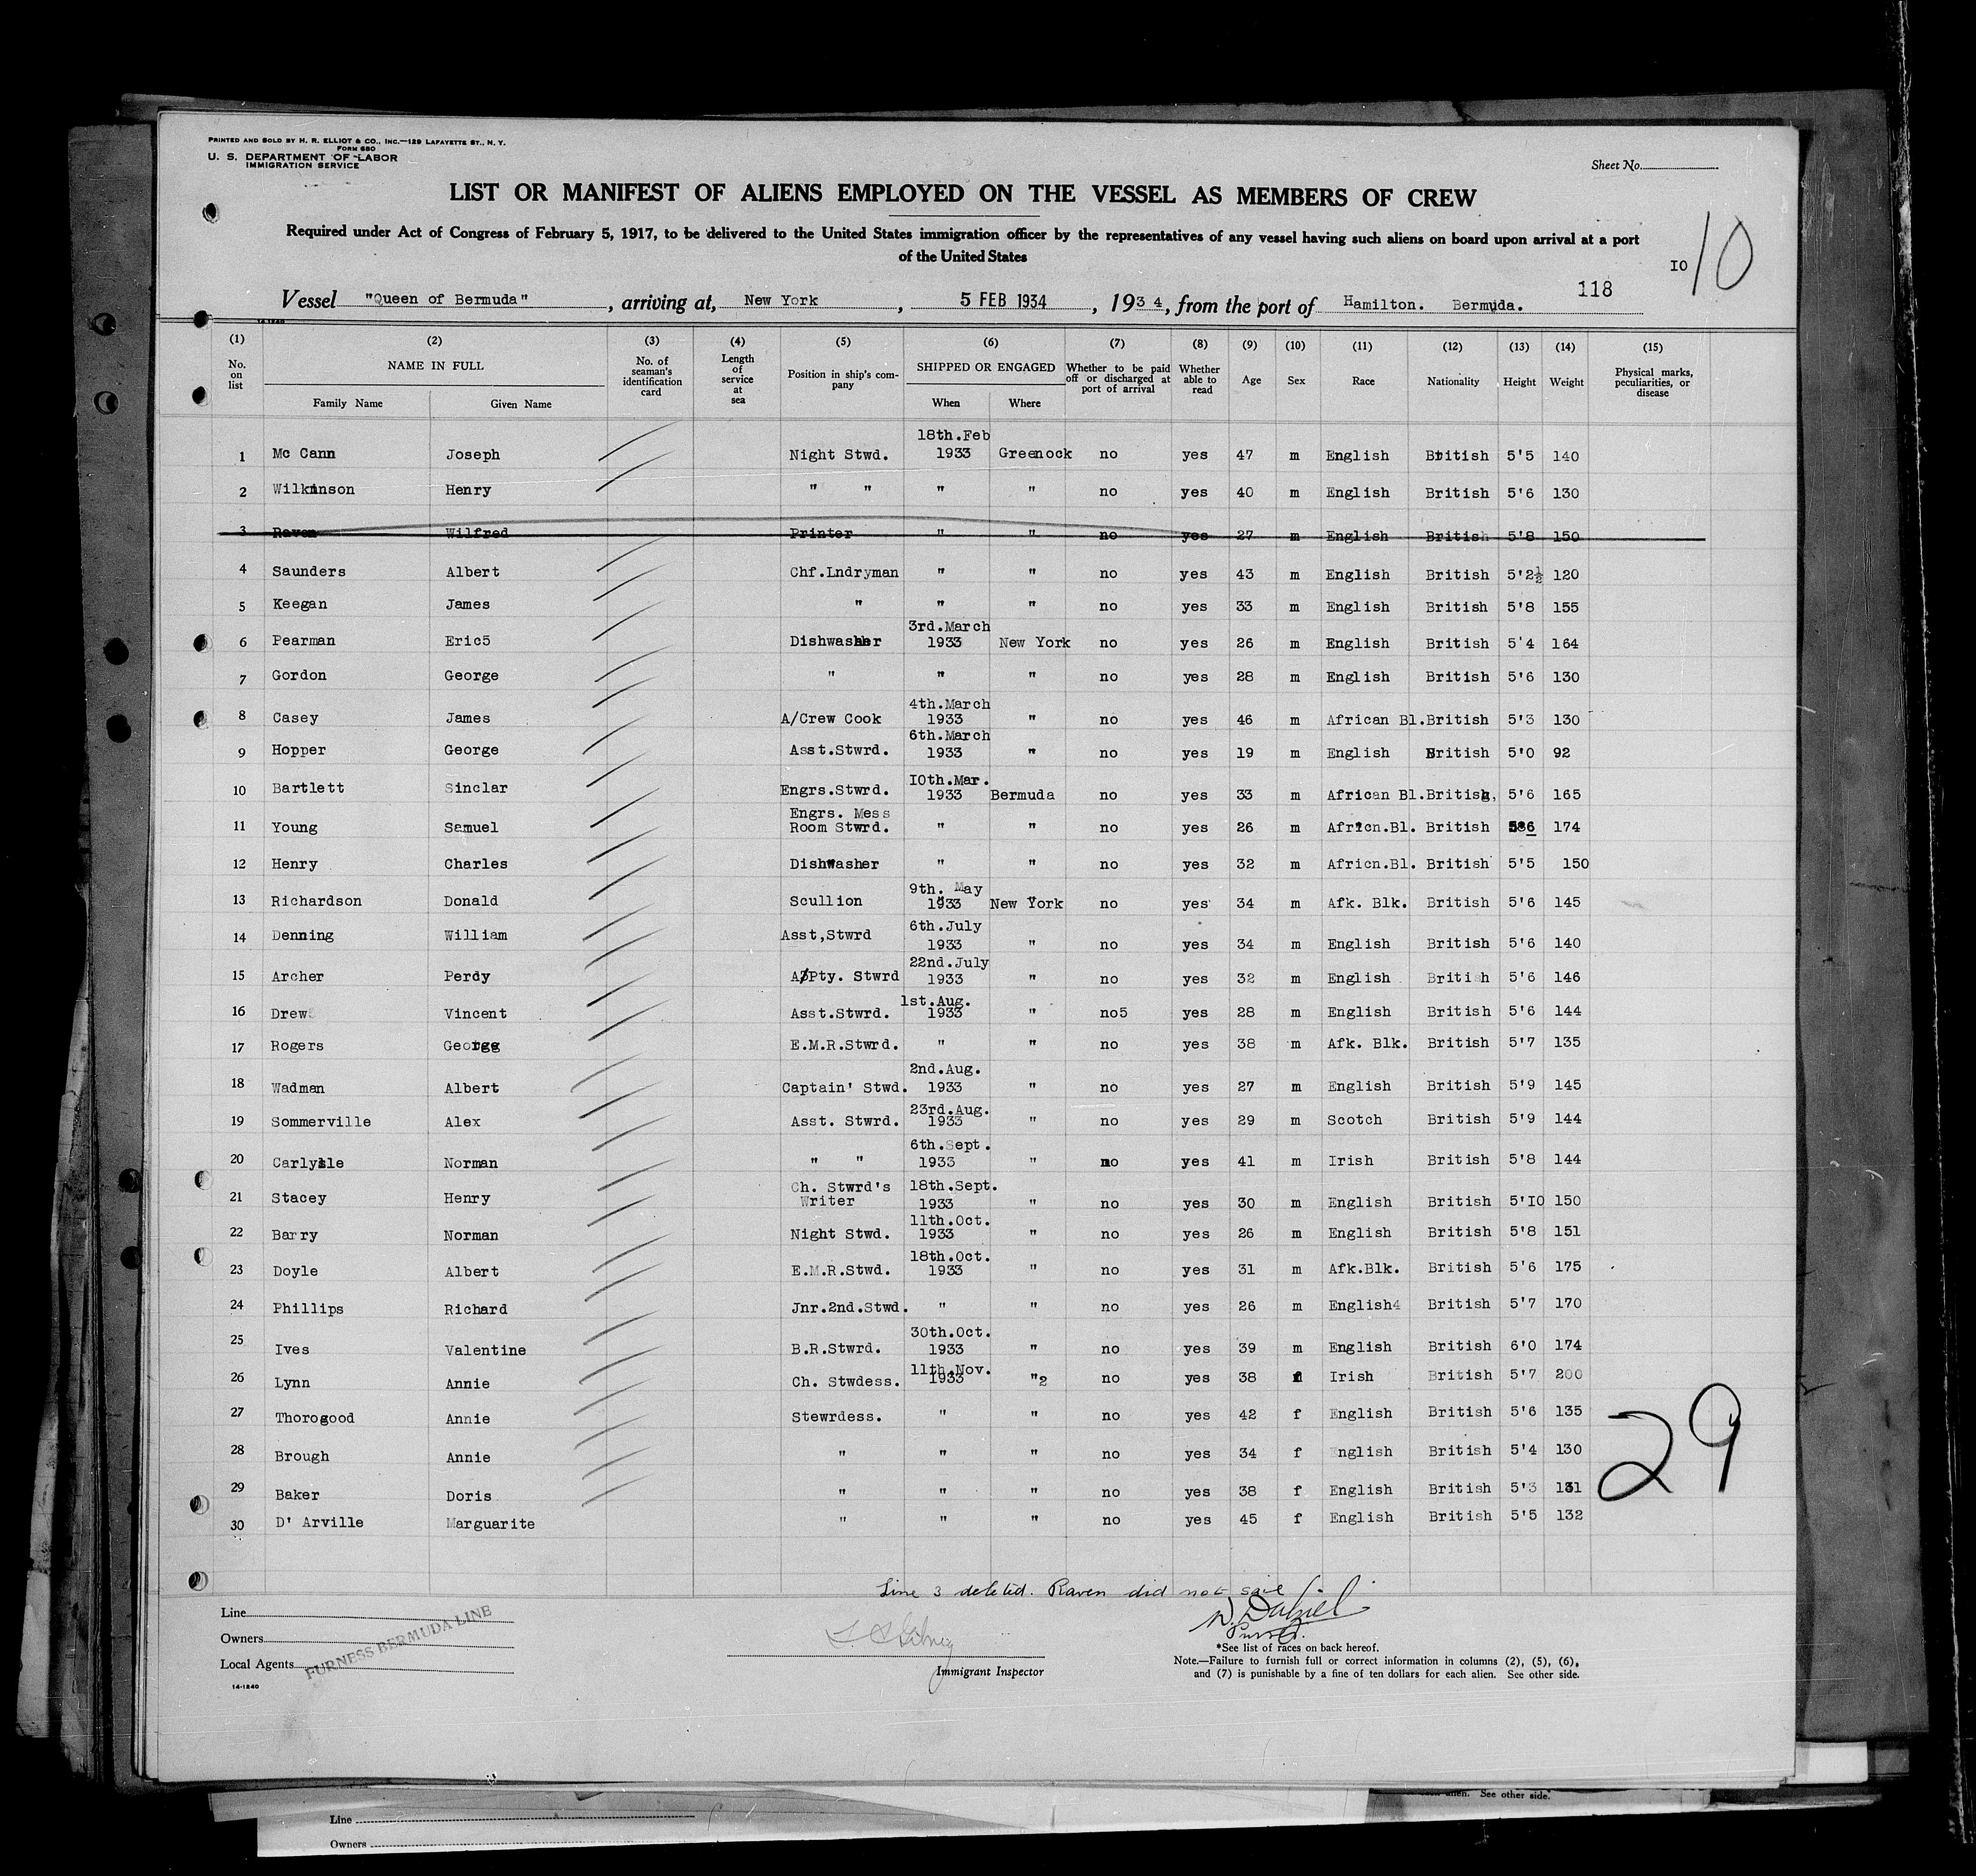 PRINTED AND SOLD BY H. R. ELLIOT & CO., INC.—129 LAFAYETTE ST., N. Y.
FORM 680
U. S. DEPARTMENT OF LABOR
IMMIGRATION SERVICE
Sheet No.
LIST OR MANIFEST OF ALIENS EMPLOYED ON THE VESSEL AS MEMBERS OF CREW
Required under Act of Congress of February 5, 1917, to be delivered to the United States immigration officer by the representatives of any vessel having such aliens on board upon arrival at a port
of the United States
IO 10
118
Vessel "Queen of Bermuda", arriving at, New York, 5 FEB 1934, 1934, from the port of Hamilton. Bermuda.
14-1240
(1) (2) (3) (4) (5) (6) (7) (8) (9) (10) (11) (12) (13) (14) (15)
No. on list NAME IN FULL Family Name Given Name No. of seaman's identification card Length of service at sea Position in ship's company SHIPPED OR ENGAGED When Where Whether to be paid off or discharged at port of arrival Whether able to read Age Sex Race Nationality Height Weight Physical marks, peculiarities, or disease
1 Mc Cann Joseph Night Stwd. 18th.Feb 1933 Greenock no yes 47 m English British 5'5 140
2 Wilkinson Henry " " " " no yes 40 m English British 5'6 130
3 Raven Wilfred Printer " " no yes 27 m English British 5'8 150
4 Saunders Albert Chf.Lndryman " " no yes 43 m English British 5'2½ 120
5 Keegan James " " " no yes 33 m English British 5'8 155
6 Pearman Eric5 Dishwasher 3rd.March 1933 New York no yes 26 m English British 5'4 164
7 Gordon George " " " no yes 28 m English British 5'6 130
8 Casey James A/Crew Cook 4th.March 1933 " no yes 46 m African Bl. British 5'3 130
9 Hopper George Asst.Stwrd. 6th.March 1933 " no yes 19 m English British 5'0 92
10 Bartlett Sinclar Engrs.Stwrd. I0th.Mar. 1933 Bermuda no yes 33 m African Bl. British, 5'6 165
11 Young Samuel Engrs. Mess Room Stwrd. " " no yes 26 m Africn.Bl. British 5'6 174
12 Henry Charles Dishwasher " " no yes 32 m Africn.Bl. British 5'5 150
13 Richardson Donald Scullion 9th. May 1933 New York no yes 34 m Afk. Blk. British 5'6 145
14 Denning William Asst,Stwrd 6th.July 1933 " no yes 34 m English British 5'6 140
15 Archer Percy A/Pty. Stwrd 22nd.July 1933 " no yes 32 m English British 5'6 146
16 Drew Vincent Asst.Stwrd. 1st.Aug. 1933 " no5 yes 28 m English British 5'6 144
17 Rogers George E.M.R.Stwrd. " " no yes 38 m Afk. Blk. British 5'7 135
18 Wadman Albert Captain' Stwd. 2nd.Aug. 1933 " no yes 27 m English British 5'9 145
19 Sommerville Alex Asst. Stwrd. 23rd.Aug. 1933 " no yes 29 m Scotch British 5'9 144
20 Carlyle Norman " " 6th.Sept. 1933 " no yes 41 m Irish British 5'8 144
21 Stacey Henry Ch. Stwrd's Writer 18th.Sept. 1933 " no yes 30 m English British 5'I0 150
22 Barry Norman Night Stwd. 11th.Oct. 1933 " no yes 26 m English British 5'8 151
23 Doyle Albert E.M.R.Stwd. 18th.Oct. 1933 " no yes 31 m Afk.Blk. British 5'6 175
24 Phillips Richard Jnr.2nd.Stwd. " " no yes 26 m English4 British 5'7 170
25 Ives Valentine B.R.Stwrd. 30th.Oct. 1933 " no yes 39 m English British 6'0 174
26 Lynn Annie Ch. Stwdess. 11th.Nov. 1933 "2 no yes 38 f Irish British 5'7 200
27 Thorogood Annie Stewrdess. " " no yes 42 f English British 5'6 135
28 Brough Annie " " " no yes 34 f English British 5'4 130
29 Baker Doris " " " no yes 38 f English British 5'3 131
30 D' Arville Marguarite " " " no yes 45 f English British 5'5 132
29
Line 3 deleted. Raven did not sail
Purser.
Line
Owners
Local Agents
FURNESS BERMUDA LINE
14-1240
Immigrant Inspector
*See list of races on back hereof.
Note.—Failure to furnish full or correct information in columns (2), (5), (6),
and (7) is punishable by a fine of ten dollars for each alien. See other side.
alien. See other side.
Line
Owners